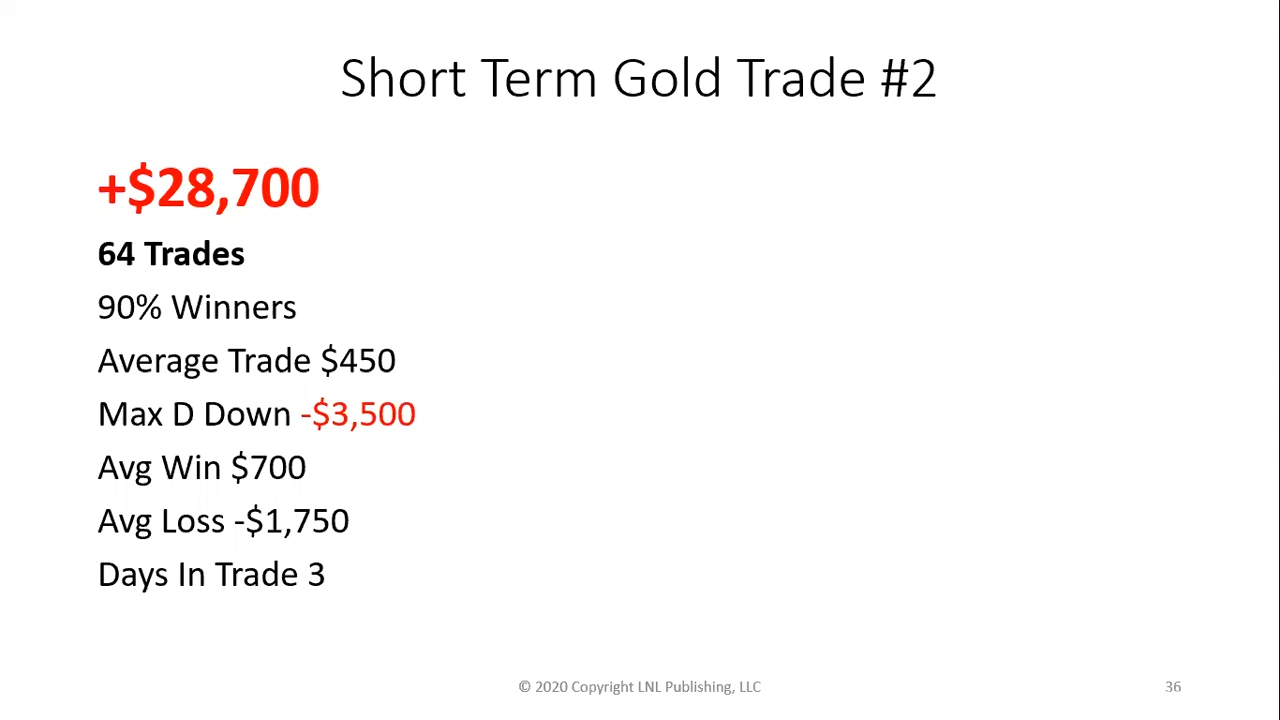 Short Term Gold Trade #2
+$28,700
64 Trades
90% Winners
Average Trade $450
Max D Down -$3,500
Avg Win $700
Avg Loss -$1,750
Days In Trade 3
© 2020 Copyright LNL Publishing, LLC
36